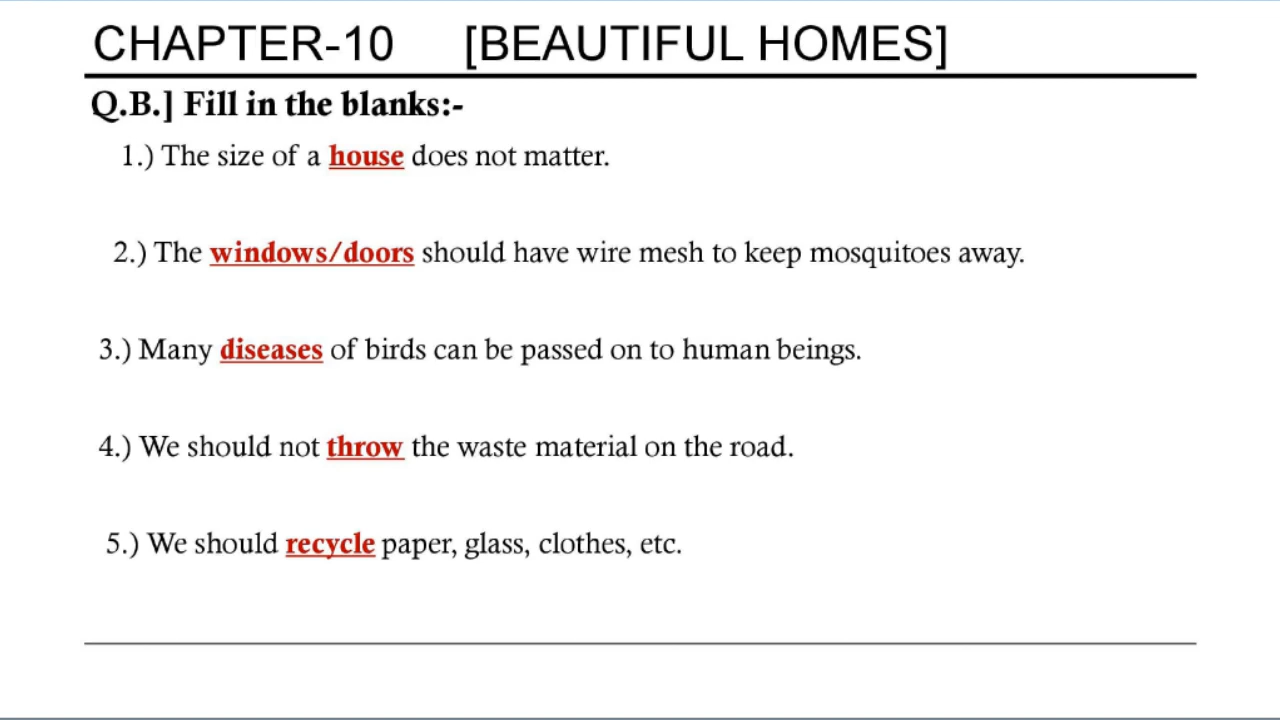 CHAPTER-10 [BEAUTIFUL HOMES]
Q.B.] Fill in the blanks:-
1.) The size of a house does not matter.
2.) The windows/doors should have wire mesh to keep mosquitoes away.
3.) Many diseases of birds can be passed on to human beings.
4.) We should not throw the waste material on the road.
5.) We should recycle paper, glass, clothes, etc.